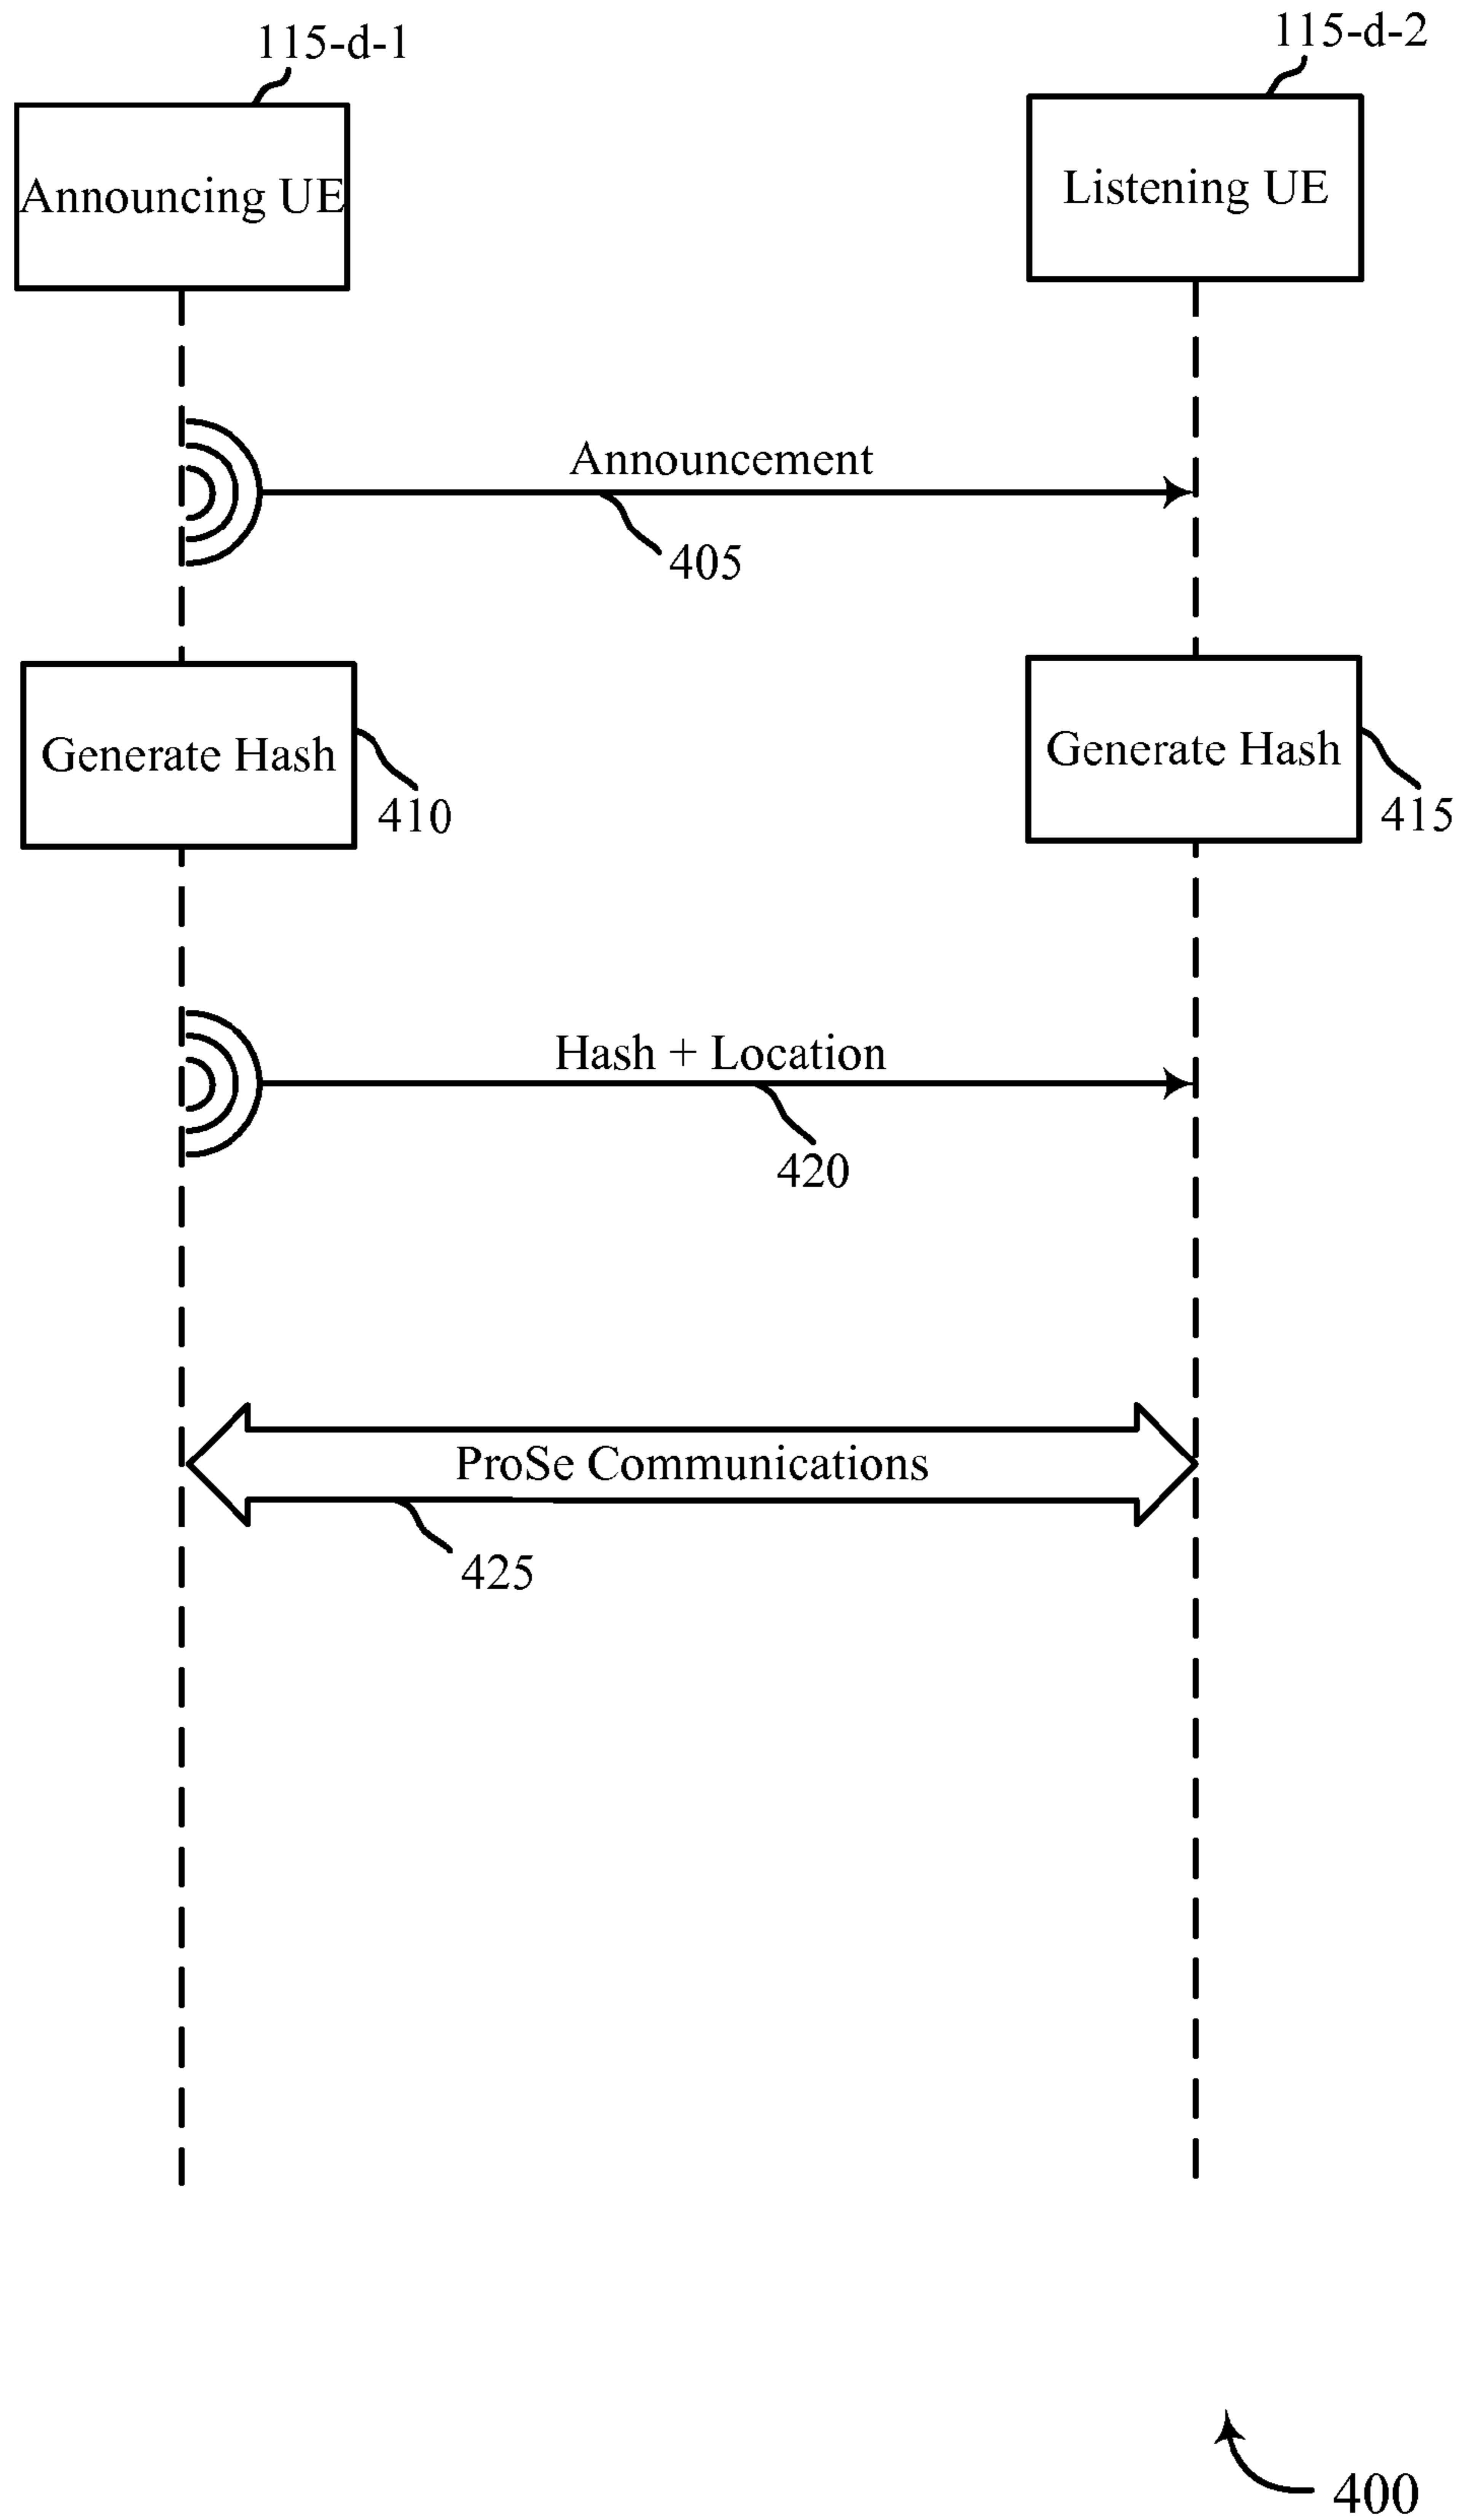 115-d-1
115-d-2
Announcing UE
Listening UE
Announcement
405
Generate Hash
Generate Hash
410
415
Hash + Location
420
ProSe Communications
425
400